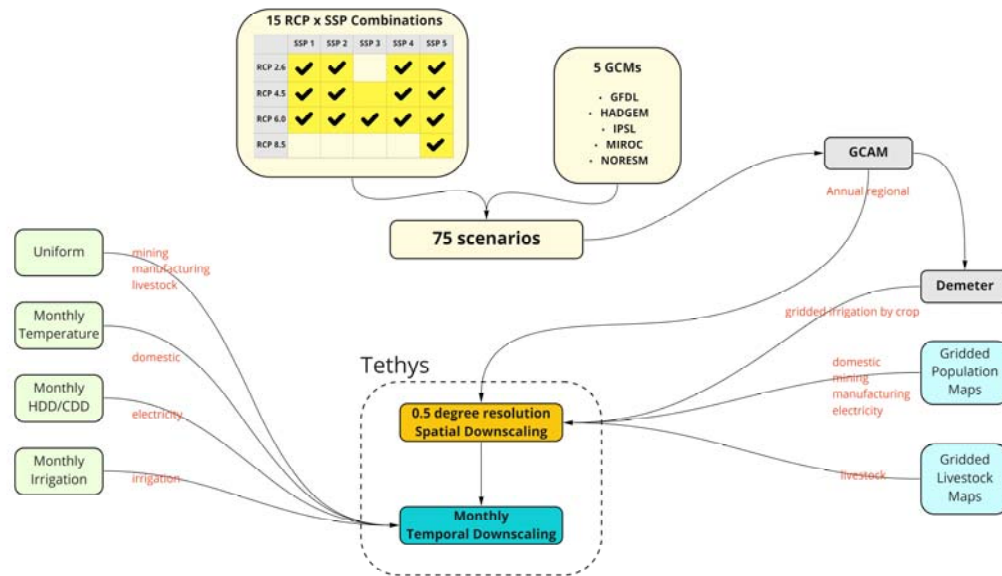 15 RCP x SSP Combinations
SSP 1 SSP 2 SSP 3 SSP 4 SSP 5
RCP 2.6
RCP 4.5
RCP 6.0
RCP 8.5
5 GCMs
• GFDL
• HADGEM
• IPSL
• MIROC
• NORESM
GCAM
Annual regional
75 scenarios
Uniform
mining
manufacturing
livestock
Monthly
Temperature
domestic
Monthly
HDD/CDD
electricity
Monthly
Irrigation
irrigation
Demeter
gridded irrigation by crop
Tethys
0.5 degree resolution
Spatial Downscaling
Monthly
Temporal Downscaling
domestic
mining
manufacturing
electricity
Gridded
Population
Maps
livestock
Gridded
Livestock
Maps